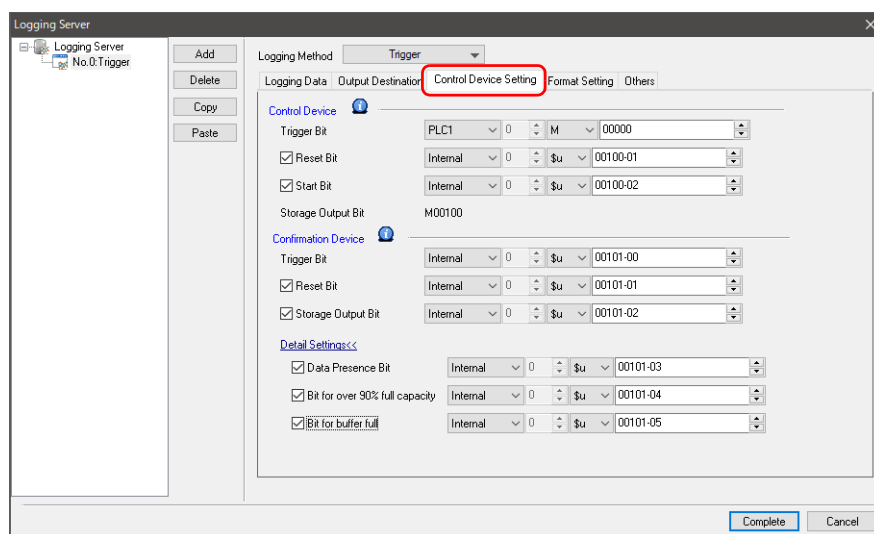 Logging Server
Logging Server
No.0:Trigger
Add
Delete
Copy
Paste
Logging Method Trigger
Logging Data Output Destination Control Device Setting Format Setting Others
Control Device
Trigger Bit PLC1 0 M 00000
Reset Bit Internal 0 $u 00100-01
Start Bit Internal 0 $u 00100-02
Storage Output Bit M00100
Confirmation Device
Trigger Bit Internal 0 $u 00101-00
Reset Bit Internal 0 $u 00101-01
Storage Output Bit Internal 0 $u 00101-02
Detail Settings<<
Data Presence Bit Internal 0 $u 00101-03
Bit for over 90% full capacity Internal 0 $u 00101-04
Bit for buffer full Internal 0 $u 00101-05
Complete Cancel